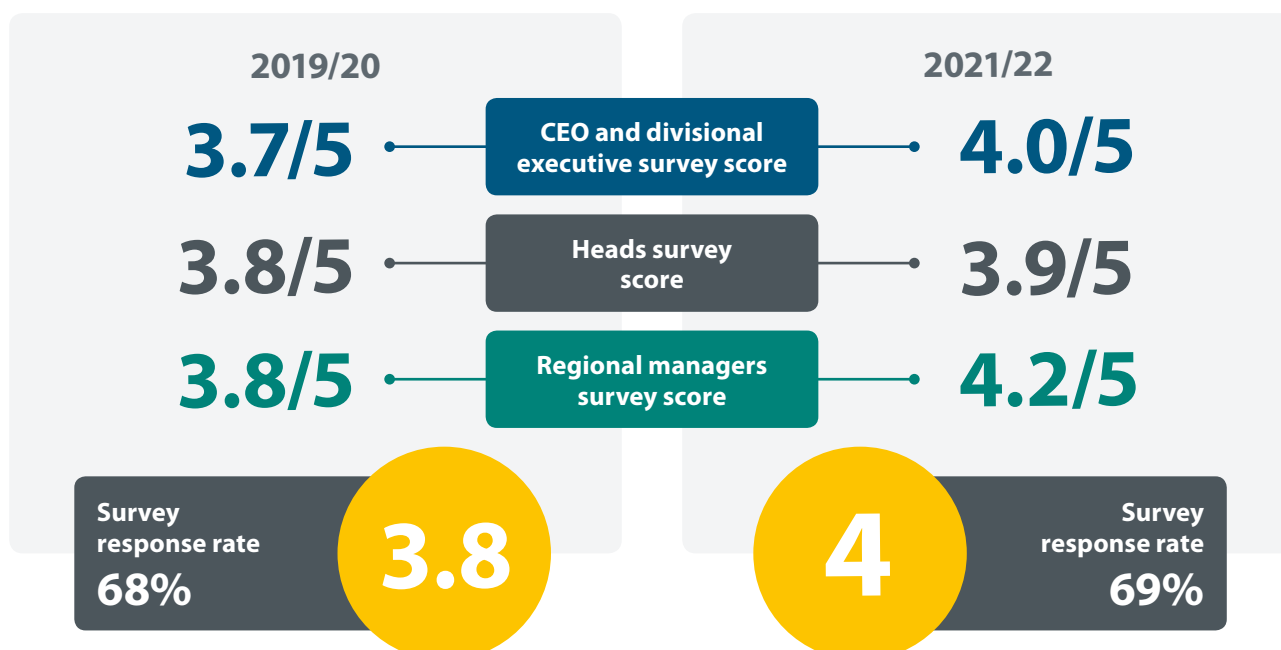 2019/20
2021/22
3.7/5
CEO and divisional
executive survey score
4.0/5
3.8/5
Heads survey
score
3.9/5
3.8/5
Regional managers
survey score
4.2/5
Survey
response rate
68%
3.8
4
Survey
response rate
69%